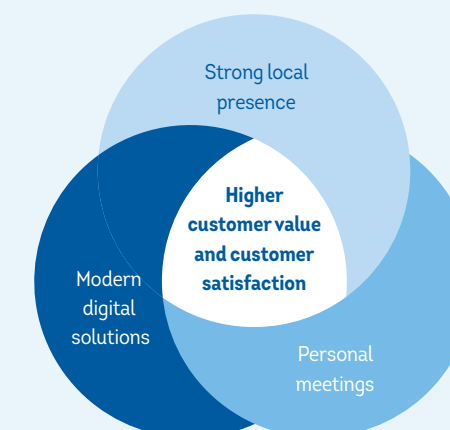 Strong local
presence
Higher
customer value
and customer
satisfaction
Modern
digital
solutions
Personal
meetings